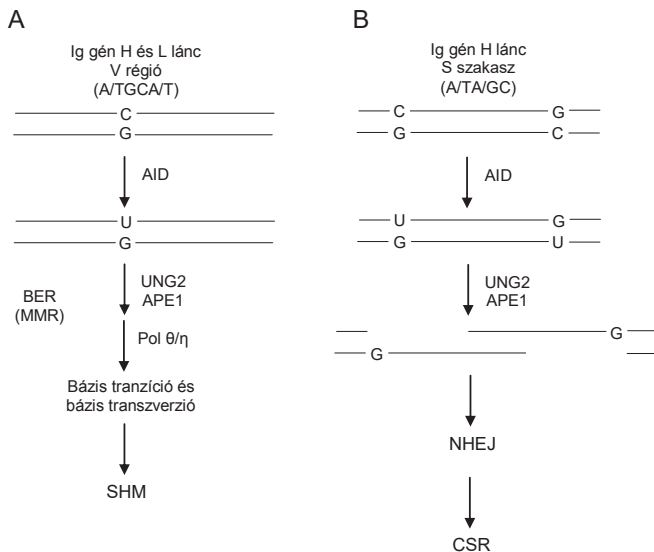 A
Ig gén H és L lánc
V régió
(A/TGCA/T)
C
G
AID
U
G
BER
(MMR)
UNG2
APE1
Pol θ/η
Bázis tranzíció és
bázis transzverzió
SHM
B
Ig gén H lánc
S szakasz
(A/TA/GC)
C G
G C
AID
U G
G U
UNG2
APE1
G
G
NHEJ
CSR